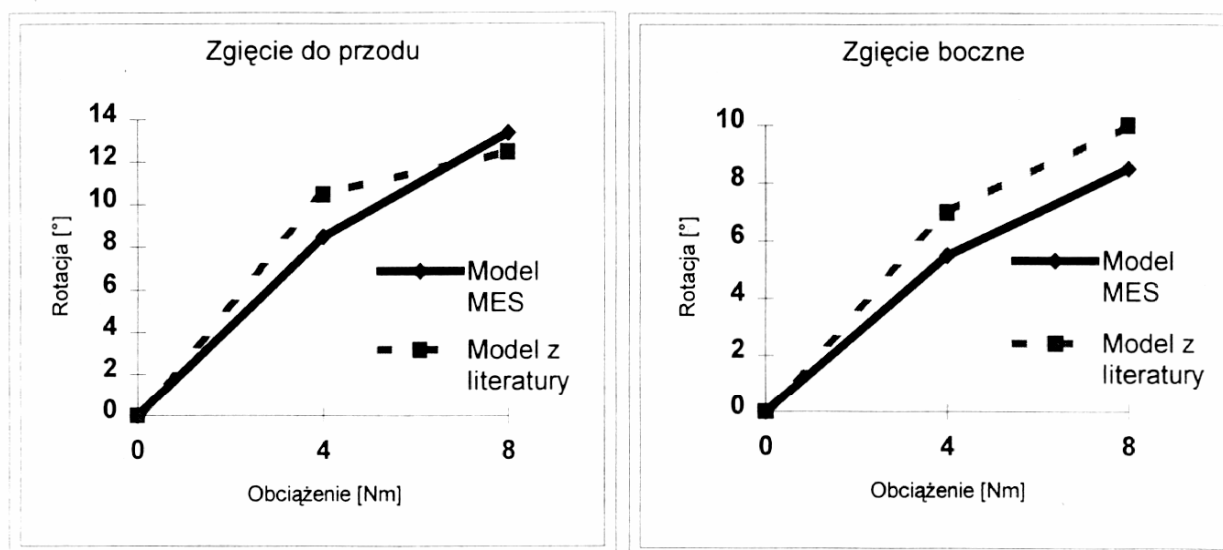 Zgięcie do przodu
14
12
10
8
6
4
2
0
Rotacja [°]
0 4 8
Obciążenie [Nm]
Model
MES
Model z
literatury
Zgięcie boczne
10
8
6
4
2
0
Rotacja [°]
0 4 8
Obciążenie [Nm]
Model
MES
Model z
literatury